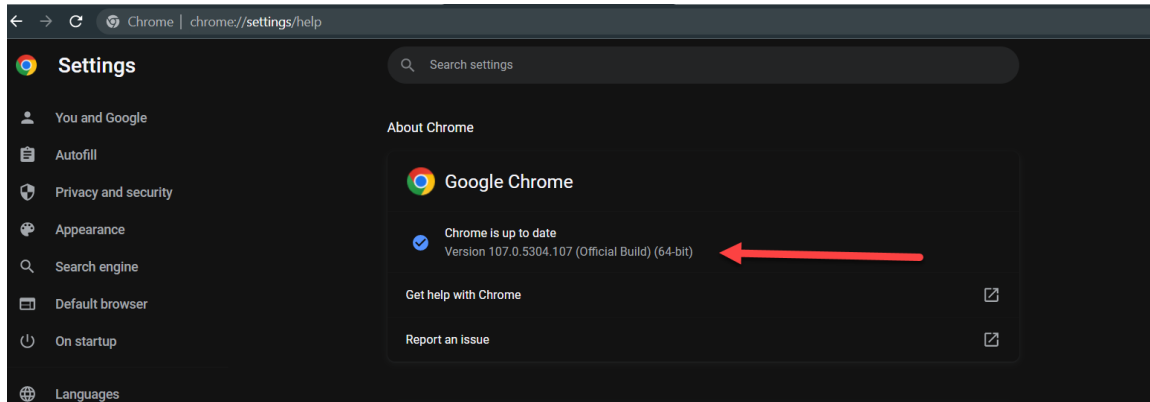 Chrome | chrome://settings/help
Settings
Search settings
You and Google
Autofill
Privacy and security
Appearance
Search engine
Default browser
On startup
Languages
About Chrome
Google Chrome
Chrome is up to date
Version 107.0.5304.107 (Official Build) (64-bit)
Get help with Chrome
Report an issue